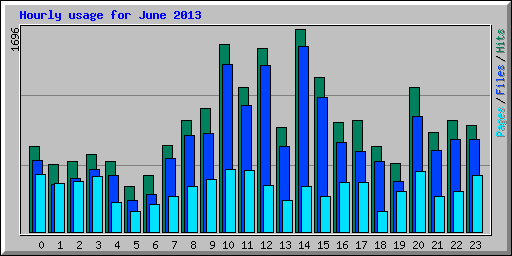 Hourly usage for June 2013
1696
Pages/Files/Hits
0 1 2 3 4 5 6 7 8 9 10 11 12 13 14 15 16 17 18 19 20 21 22 23